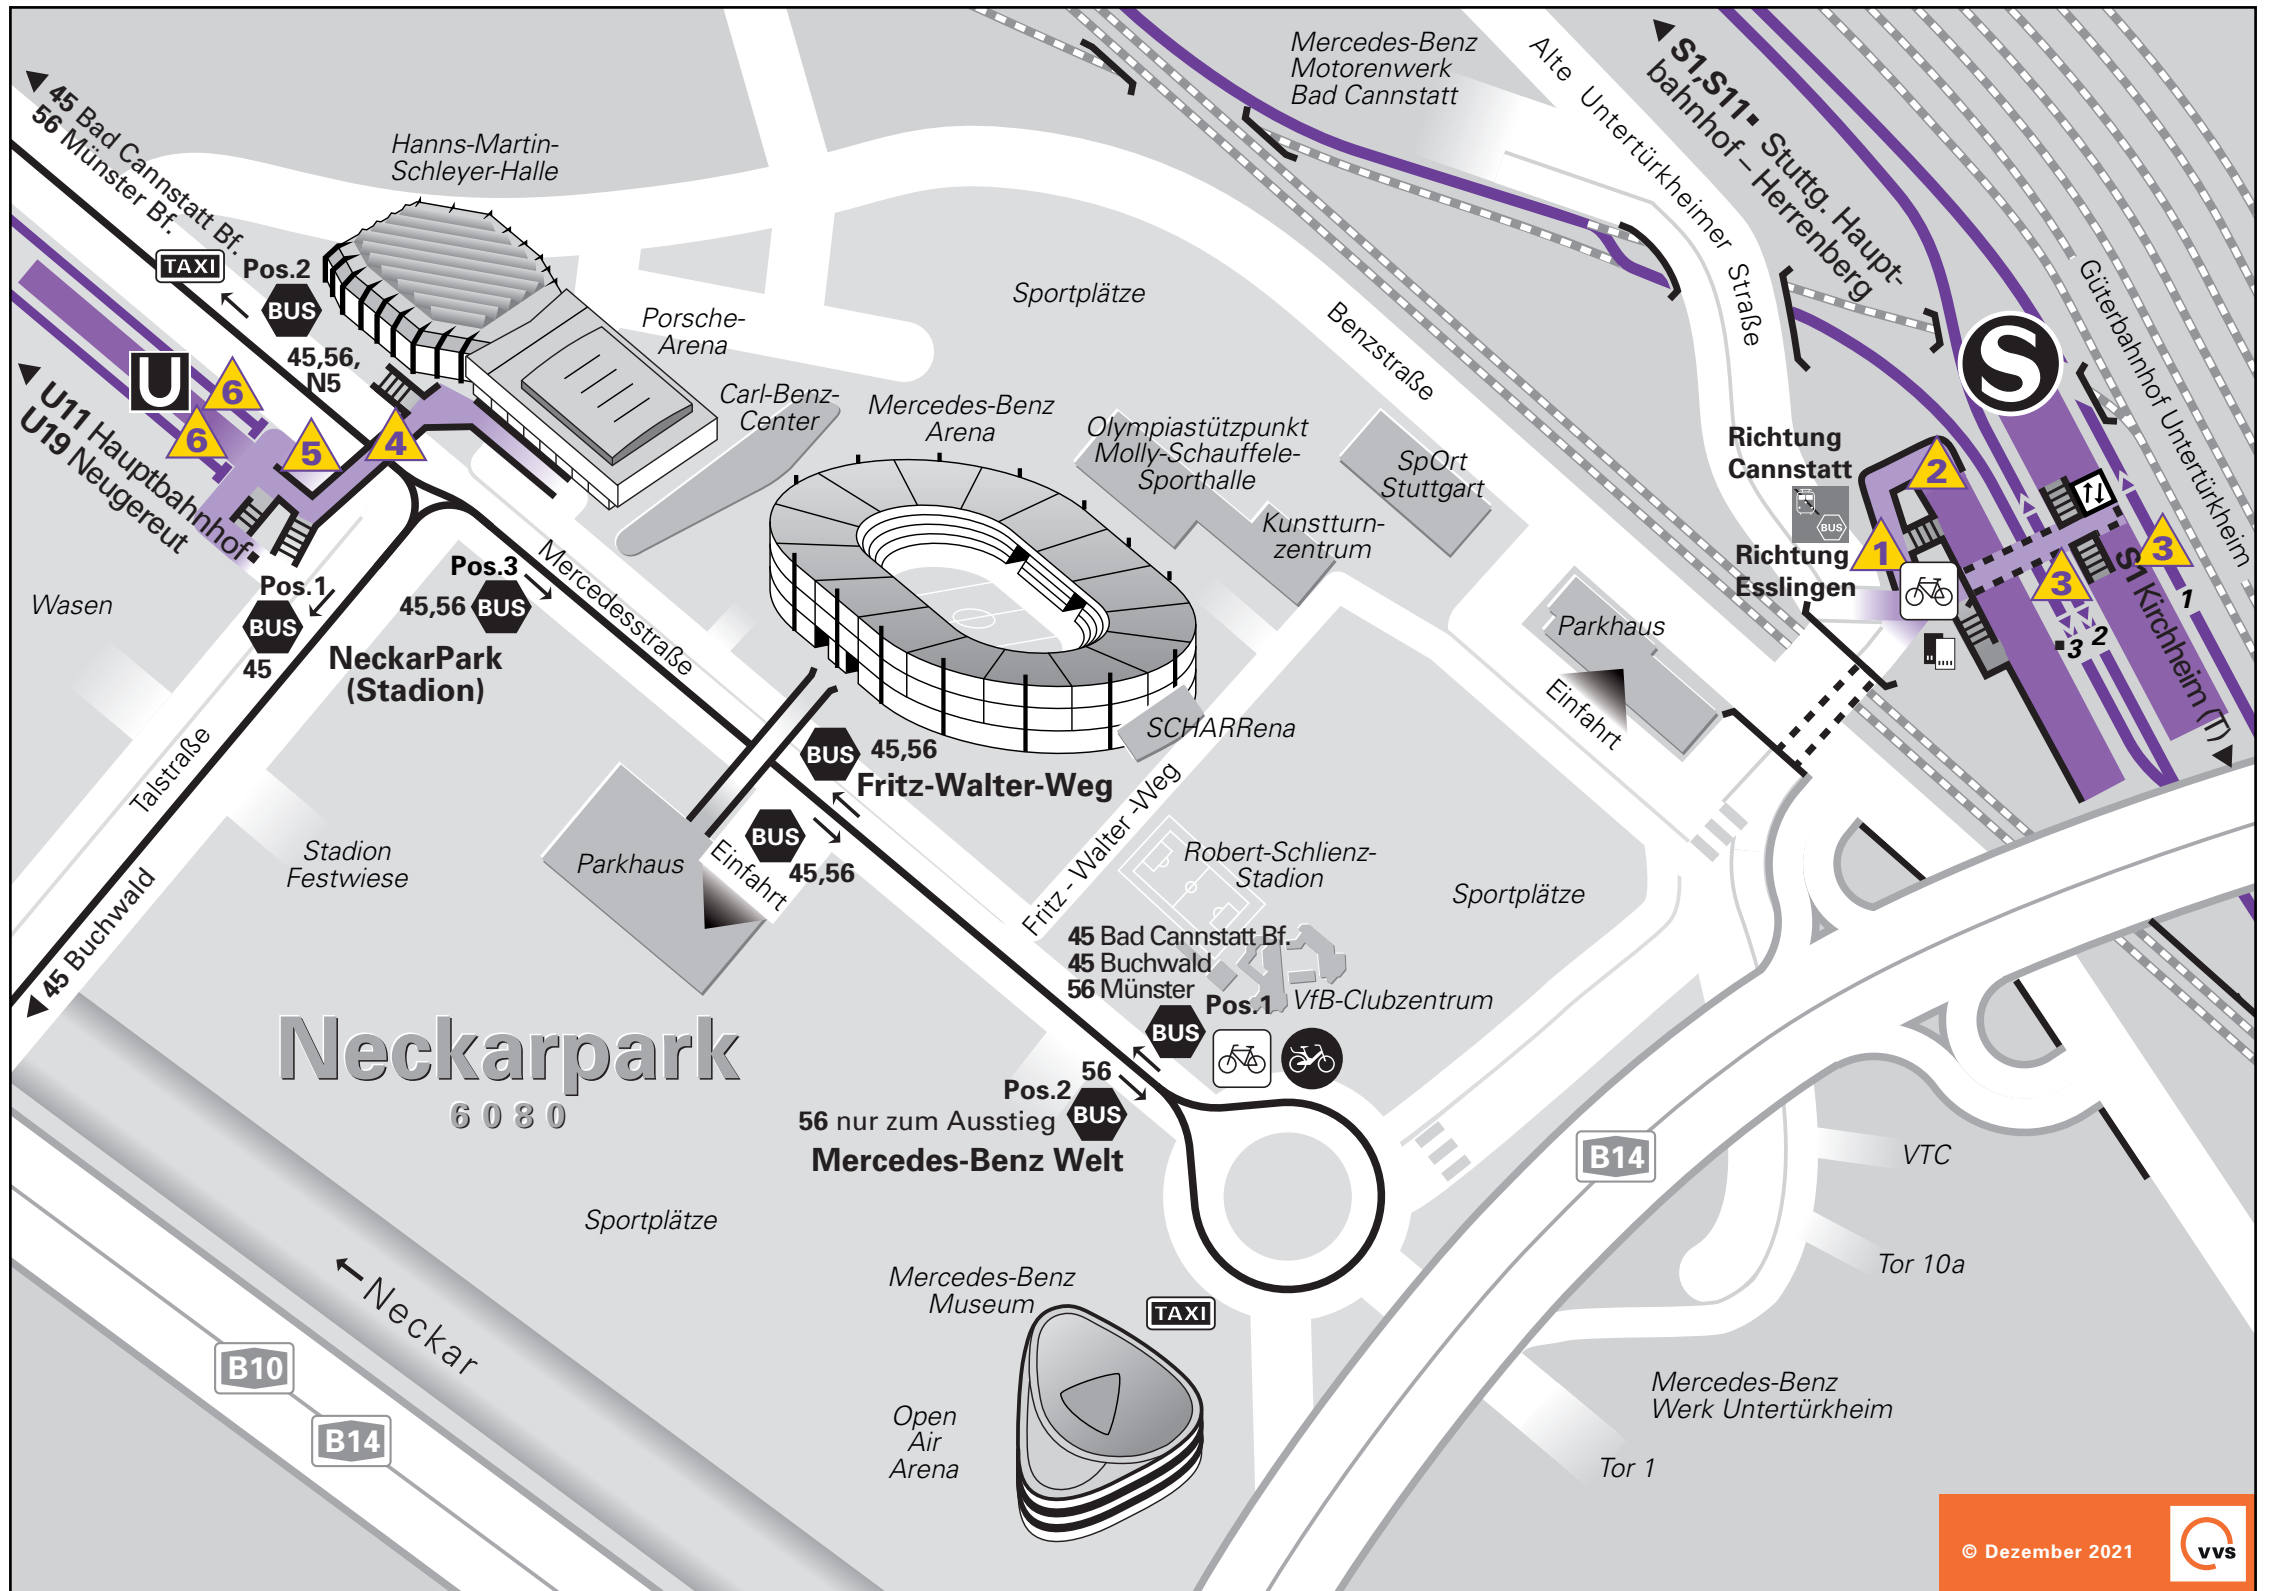 Mercedes-Benz
Motorenwerk
Bad Cannstatt
Alte Untertürkheimer Straße
S1,S11 Stuttg. Haupt-
bahnhof – Herrenberg
45 Bad Cannstatt Bf.
56 Münster Bf.
Hanns-Martin-
Schleyer-Halle
TAXI
Pos.2
BUS
45,56,
N5
Porsche-
Arena
Sportplätze
Benzstraße
Güterbahnhof Untertürkheim
S
U
6
6
5
4
U11 Hauptbahnhof
U19 Neugereut
Carl-Benz-
Center
Mercedes-Benz
Arena
Olympiastützpunkt
Molly-Schauffele-
Sporthalle
SpOrt
Stuttgart
Kunstturn-
zentrum
Richtung
Cannstatt
BUS
Richtung
Esslingen
2
1
3
3
1
2
3
S1 Kirchheim (T)
Wasen
Pos.1
BUS
45
Pos.3
45,56
BUS
NeckarPark
(Stadion)
Mercedesstraße
Parkhaus
Einfahrt
SCHARRena
BUS
45,56
Fritz-Walter-Weg
Fritz - Walter -Weg
Talstraße
45 Buchwald
Stadion
Festwiese
Parkhaus
Einfahrt
BUS
45,56
Robert-Schlienz-
Stadion
Sportplätze
45 Bad Cannstatt Bf.
45 Buchwald
56 Münster
Pos.1
BUS
VfB-Clubzentrum
Neckarpark
6080
56
Pos.2
56 nur zum Ausstieg
BUS
Mercedes-Benz Welt
B14
VTC
Tor 10a
Sportplätze
Neckar
Mercedes-Benz
Museum
TAXI
B10
B14
Open
Air
Arena
Mercedes-Benz
Werk Untertürkheim
Tor 1
© Dezember 2021
vvs